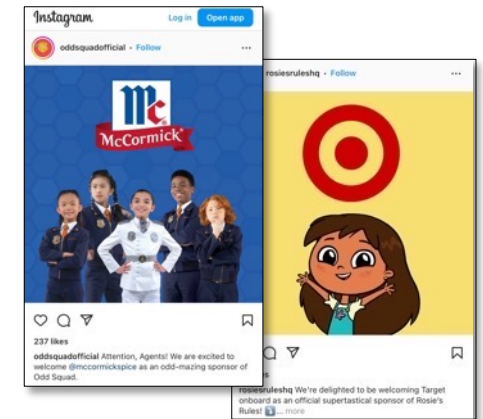 Instagram
Log in
Open app
oddsquadofficial • Follow
Mc
McCormick
237 likes
oddsquadofficial Attention, Agents! We are excited to
welcome @mccormickspice as an odd-mazing sponsor of
Odd Squad.
rosiesruleshq • Follow
rosiesruleshq We're delighted to be welcoming Target
onboard as an official supertastical sponsor of Rosie's
Rules! ... more